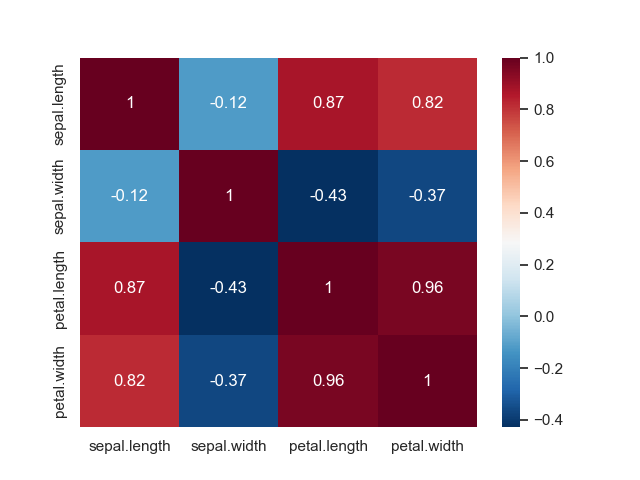 sepal.length 1 -0.12 0.87 0.82
sepal.width -0.12 1 -0.43 -0.37
petal.length 0.87 -0.43 1 0.96
petal.width 0.82 -0.37 0.96 1
sepal.length sepal.width petal.length petal.width
1.0
0.8
0.6
0.4
0.2
0.0
−0.2
−0.4